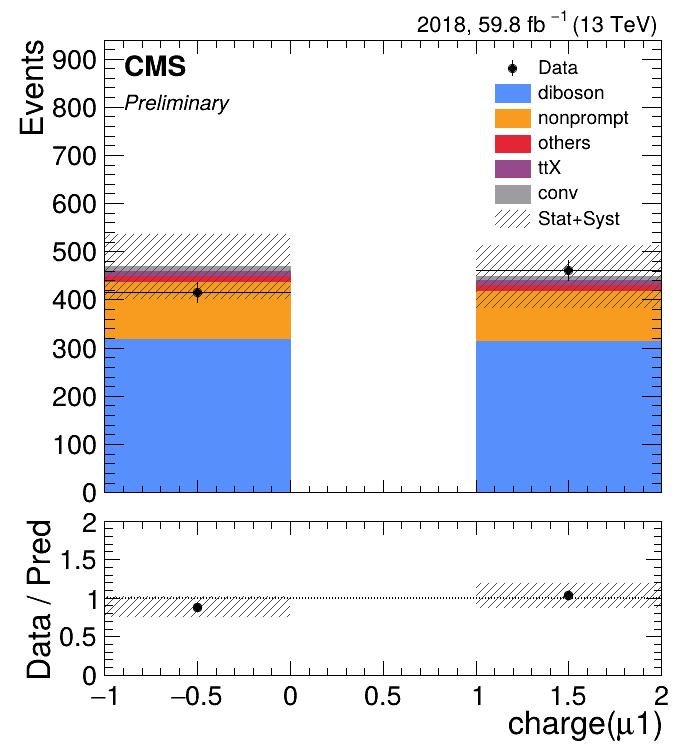 2018, 59.8 fb⁻¹ (13 TeV)
CMS
Preliminary
Data
diboson
nonprompt
others
ttX
conv
Stat+Syst
Events
900
800
700
600
500
400
300
200
100
0
Data / Pred
2
1.5
1
0.5
0
−1 −0.5 0 0.5 1 1.5 2
charge(μ1)